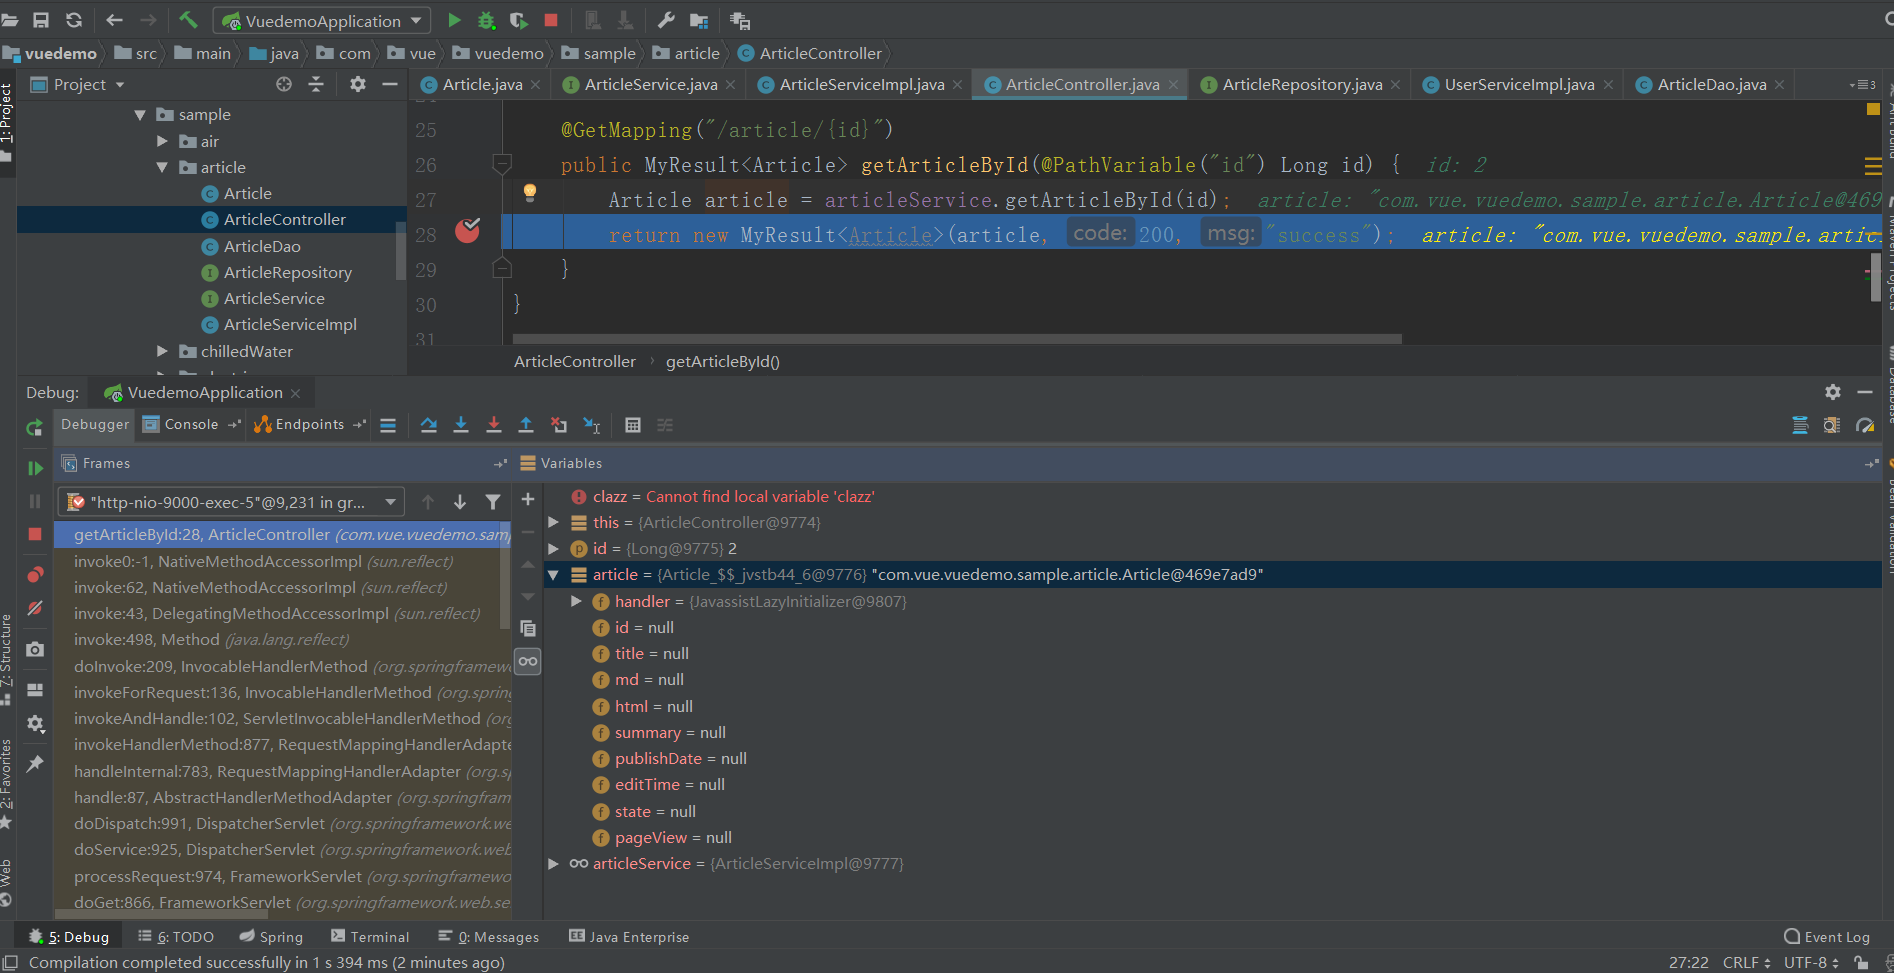 VuedemoApplication
vuedemo src main java com vue vuedemo sample article ArticleController
1: Project
Project
Article.java ArticleService.java ArticleServiceImpl.java ArticleController.java ArticleRepository.java UserServiceImpl.java ArticleDao.java
sample
air
article
Article
ArticleController
ArticleDao
ArticleRepository
ArticleService
ArticleServiceImpl
chilledWater
25 @GetMapping("/article/{id}")
26 public MyResult<Article> getArticleById(@PathVariable("id") Long id) { id: 2
27 Article article = articleService.getArticleById(id); article: "com.vue.vuedemo.sample.article.Article@469
28 return new MyResult<Article>(article, code: 200, msg: "success"); article: "com.vue.vuedemo.sample.artic
29 }
30 }
31
ArticleController getArticleById()
Debug: VuedemoApplication
Debugger Console Endpoints
Frames
"http-nio-9000-exec-5"@9,231 in gr...
getArticleById:28, ArticleController (com.vue.vuedemo.samp
invoke0:-1, NativeMethodAccessorImpl (sun.reflect)
invoke:62, NativeMethodAccessorImpl (sun.reflect)
invoke:43, DelegatingMethodAccessorImpl (sun.reflect)
invoke:498, Method (java.lang.reflect)
doInvoke:209, InvocableHandlerMethod (org.springframew
invokeForRequest:136, InvocableHandlerMethod (org.spring
invokeAndHandle:102, ServletInvocableHandlerMethod (org
invokeHandlerMethod:877, RequestMappingHandlerAdapte
handleInternal:783, RequestMappingHandlerAdapter (org.sp
handle:87, AbstractHandlerMethodAdapter (org.springfram
doDispatch:991, DispatcherServlet (org.springframework.we
doService:925, DispatcherServlet (org.springframework.web
processRequest:974, FrameworkServlet (org.springframewo
doGet:866, FrameworkServlet (org.springframework.web.se
Variables
clazz = Cannot find local variable 'clazz'
this = {ArticleController@9774}
id = {Long@9775} 2
article = {Article_$$_jvstb44_6@9776} "com.vue.vuedemo.sample.article.Article@469e7ad9"
handler = {JavassistLazyInitializer@9807}
id = null
title = null
md = null
html = null
summary = null
publishDate = null
editTime = null
state = null
pageView = null
articleService = {ArticleServiceImpl@9777}
7: Structure
2: Favorites
Web
5: Debug 6: TODO Spring Terminal 0: Messages Java Enterprise Event Log
Compilation completed successfully in 1 s 394 ms (2 minutes ago) 27:22 CRLF UTF-8